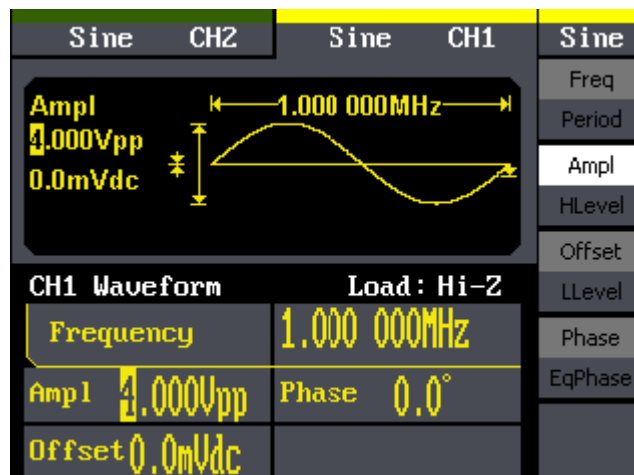 Sine CH2 Sine CH1 Sine
Ampl
4.000Vpp
0.0mVdc
1.000 000MHz
Freq
Period
Ampl
HLevel
Offset
LLevel
Phase
EqPhase
CH1 Waveform Load: Hi-Z
Frequency 1.000 000MHz
Ampl 4.000Vpp Phase 0.0°
Offset 0.0mVdc